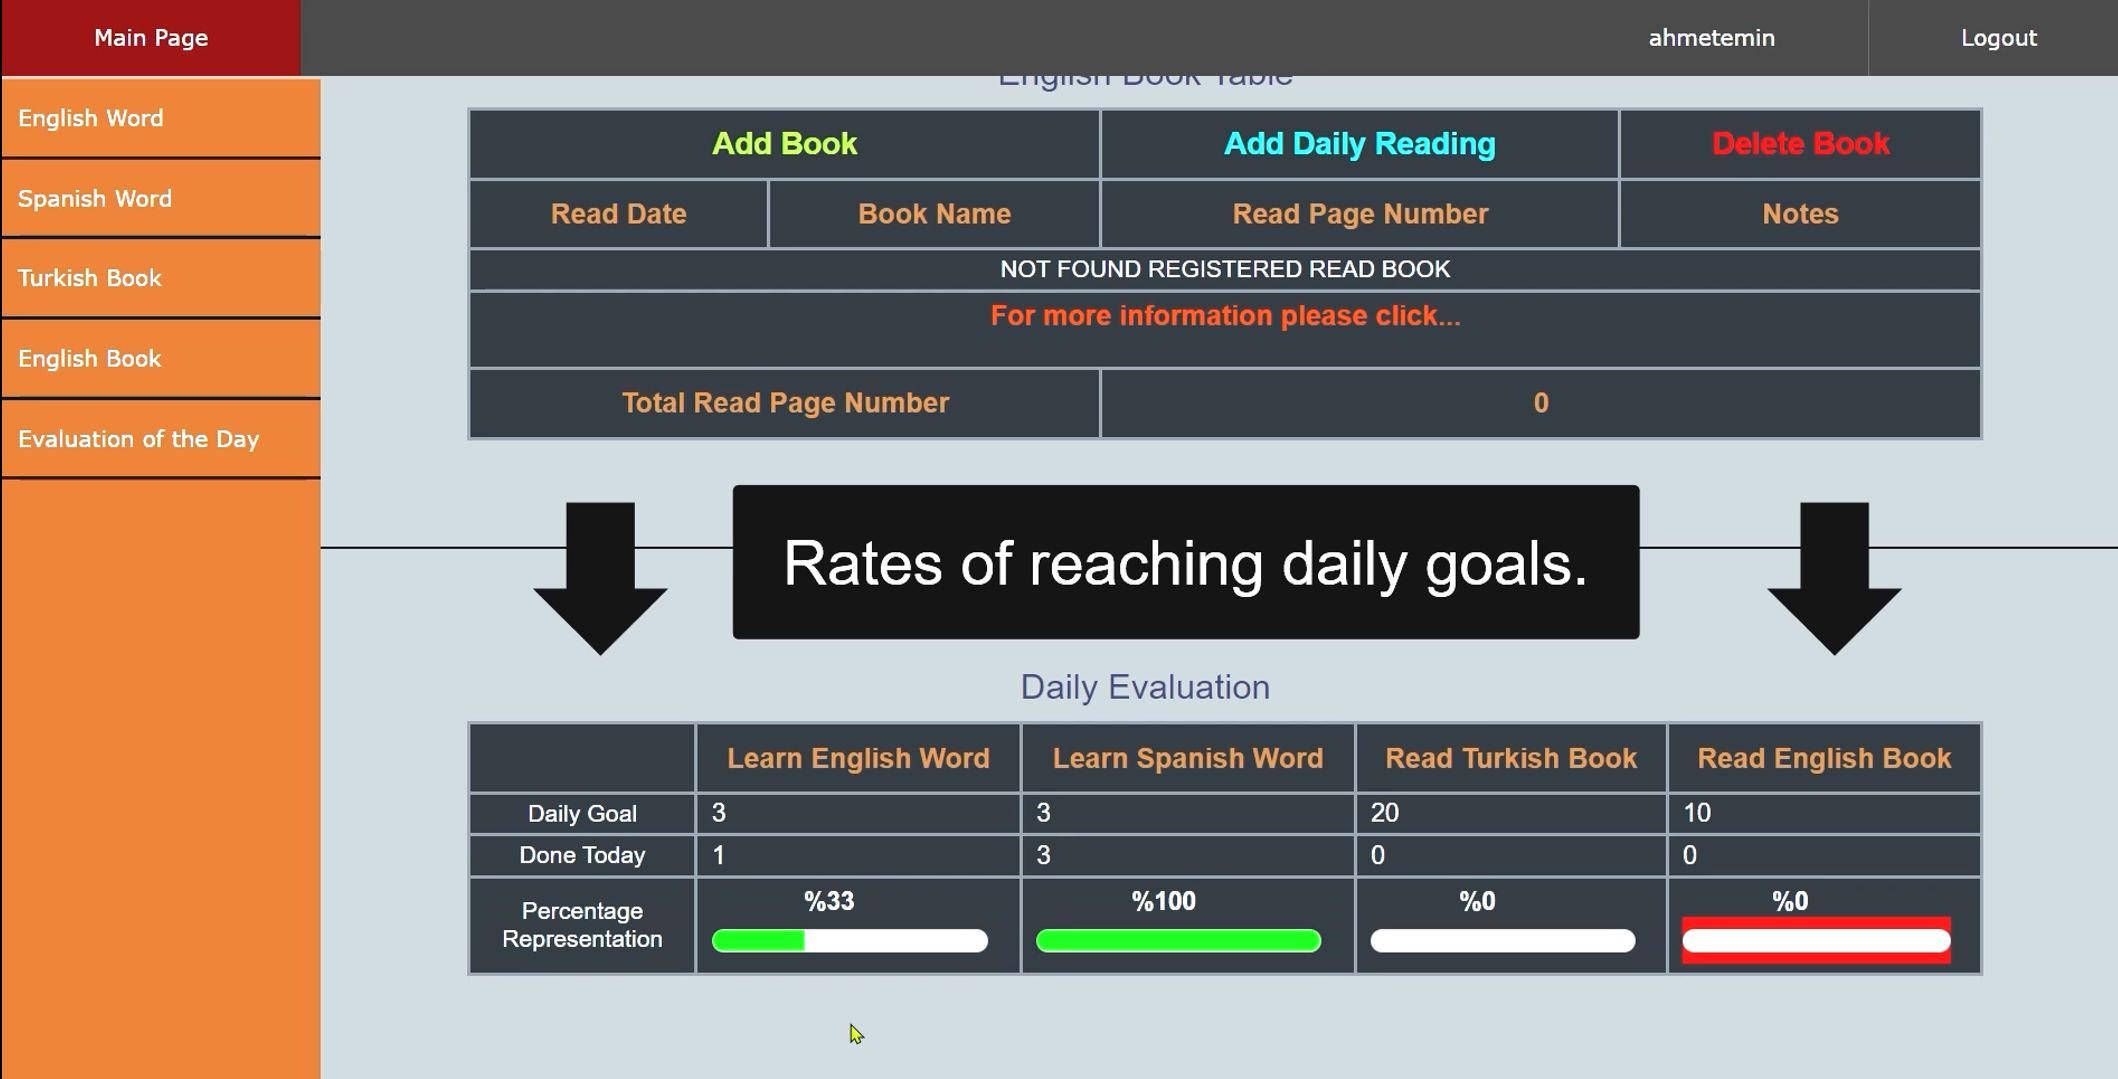 Main Page
ahmetemin
Logout
English Word
Spanish Word
Turkish Book
English Book
Evaluation of the Day
English Book Table
Add Book
Add Daily Reading
Delete Book
Read Date
Book Name
Read Page Number
Notes
NOT FOUND REGISTERED READ BOOK
For more information please click...
Total Read Page Number
0
Rates of reaching daily goals.
Daily Evaluation
Learn English Word
Learn Spanish Word
Read Turkish Book
Read English Book
Daily Goal
3
3
20
10
Done Today
1
3
0
0
Percentage
Representation
%33
%100
%0
%0